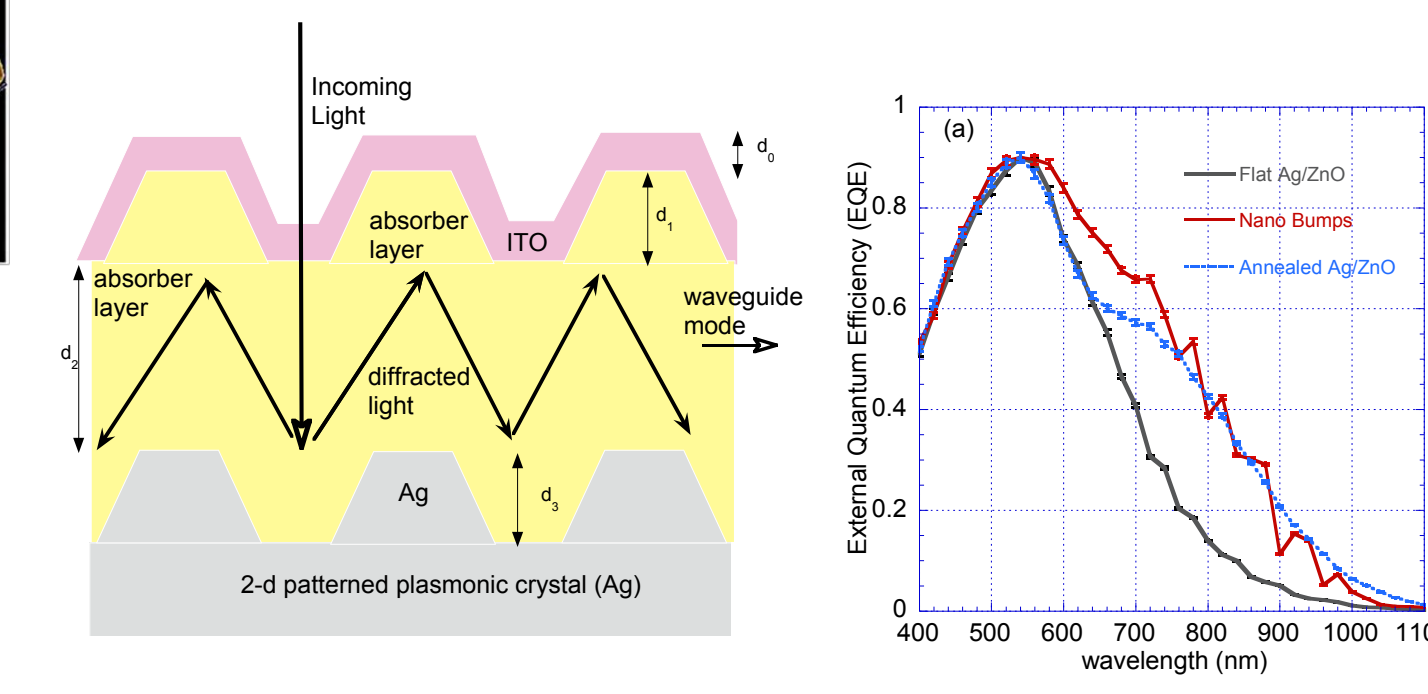 Incoming
Light
d0
absorber
layer
d1
ITO
absorber
layer
waveguide
mode
d2
diffracted
light
Ag
d3
2-d patterned plasmonic crystal (Ag)
(a)
Flat Ag/ZnO
Nano Bumps
Annealed Ag/ZnO
External Quantum Efficiency (EQE)
1
0.8
0.6
0.4
0.2
0
400 500 600 700 800 900 1000 110
wavelength (nm)